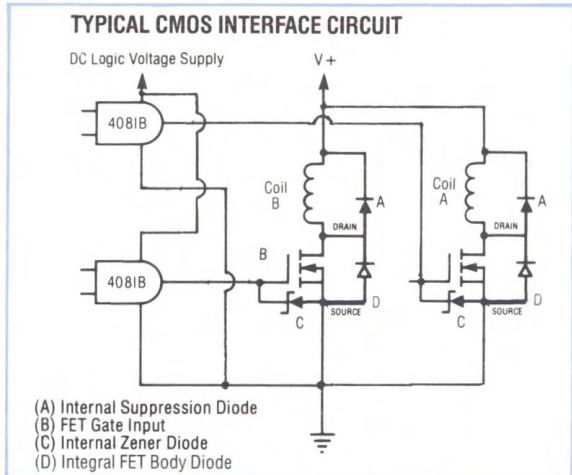 TYPICAL CMOS INTERFACE CIRCUIT
DC Logic Voltage Supply
V+
4081B
Coil
B
Coil
A
A
A
DRAIN
DRAIN
B
4081B
D
D
C
SOURCE
C
SOURCE
(A) Internal Suppression Diode
(B) FET Gate Input
(C) Internal Zener Diode
(D) Integral FET Body Diode